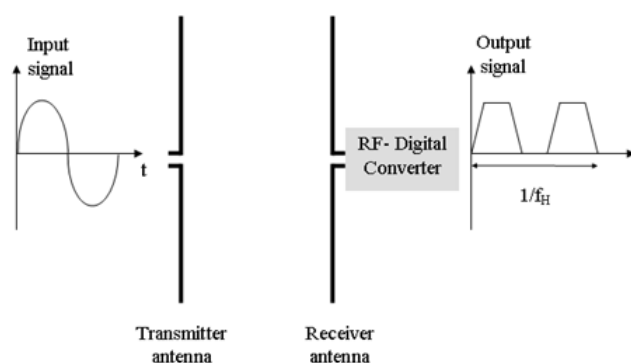 Input
signal
t
Transmitter
antenna
Receiver
antenna
RF- Digital
Converter
Output
signal
1/fH